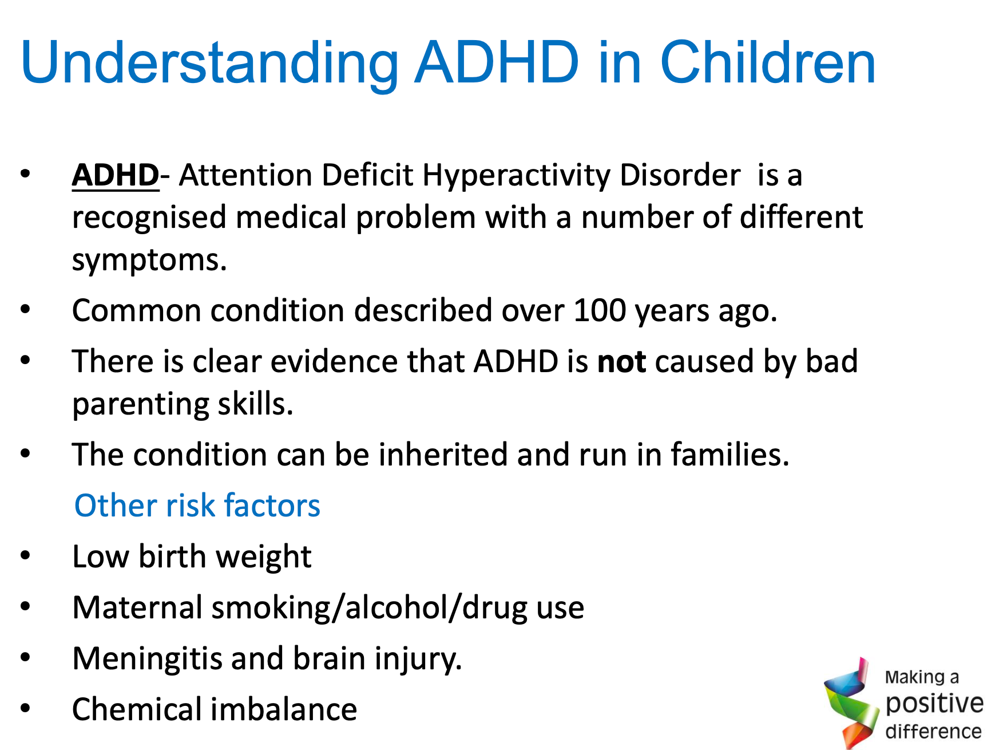 Understanding ADHD in Children
• ADHD- Attention Deficit Hyperactivity Disorder  is a
recognised medical problem with a number of different
symptoms.
• Common condition described over 100 years ago.
• There is clear evidence that ADHD is not caused by bad
parenting skills.
• The condition can be inherited and run in families.
Other risk factors
• Low birth weight
• Maternal smoking/alcohol/drug use
• Meningitis and brain injury.
• Chemical imbalance
Making a
positive
difference